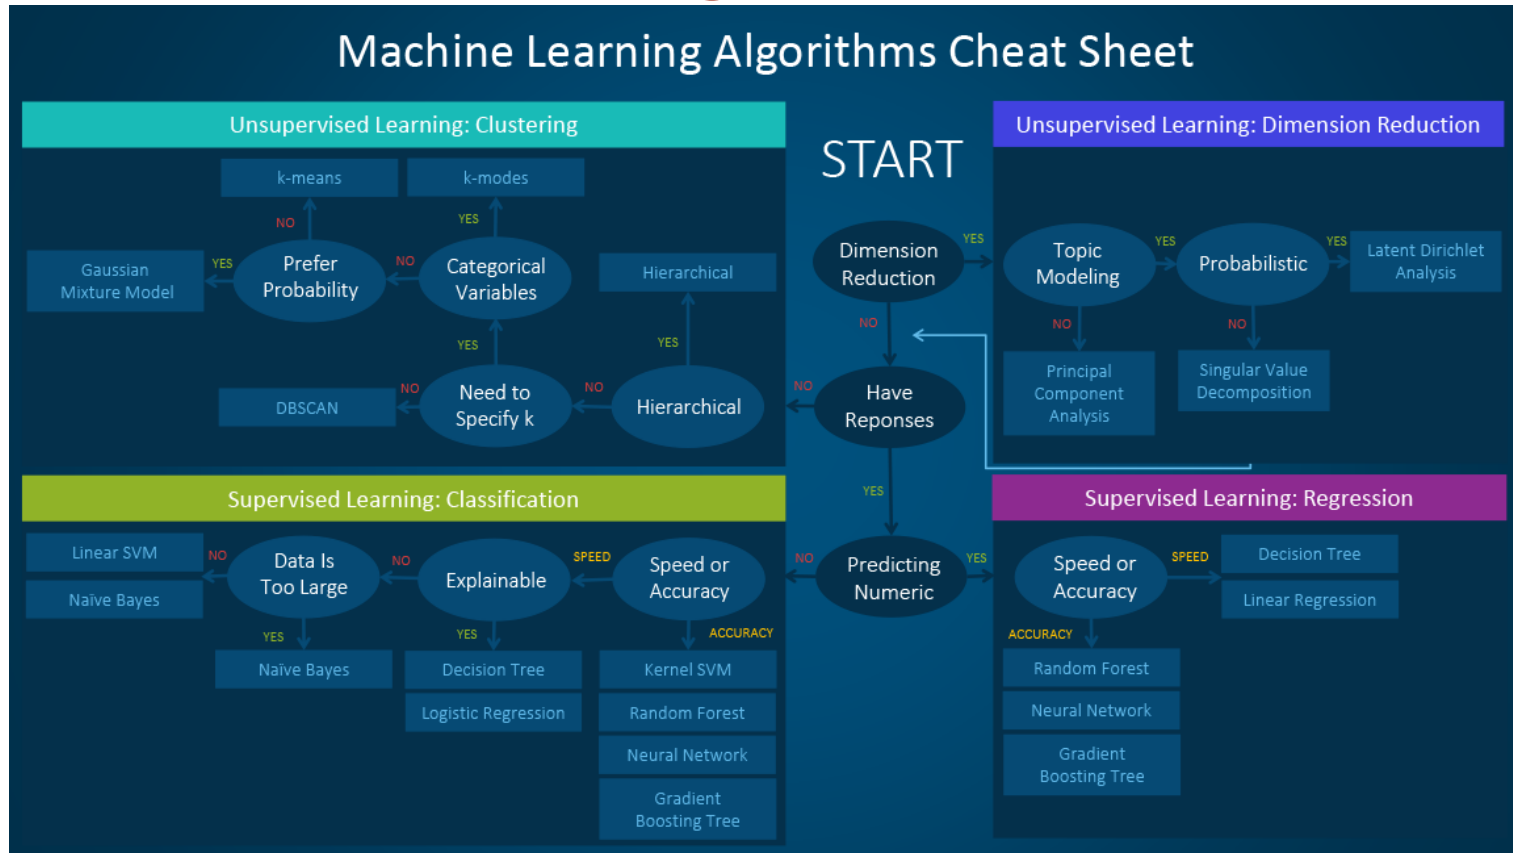 Machine Learning Algorithms Cheat Sheet
Unsupervised Learning: Clustering
k-means
k-modes
NO
YES
Gaussian
Mixture Model
YES
Prefer
Probability
NO
Categorical
Variables
Hierarchical
YES
YES
DBSCAN
NO
Need to
Specify k
NO
Hierarchical
START
Dimension
Reduction
YES
NO
NO
Have
Reponses
YES
NO
Predicting
Numeric
YES
Unsupervised Learning: Dimension Reduction
Topic
Modeling
YES
Probabilistic
YES
Latent Dirichlet
Analysis
NO
NO
Principal
Component
Analysis
Singular Value
Decomposition
Supervised Learning: Classification
Linear SVM
Naïve Bayes
NO
Data Is
Too Large
NO
Explainable
SPEED
Speed or
Accuracy
YES
YES
ACCURACY
Naïve Bayes
Decision Tree
Logistic Regression
Kernel SVM
Random Forest
Neural Network
Gradient
Boosting Tree
Supervised Learning: Regression
Speed or
Accuracy
SPEED
Decision Tree
Linear Regression
ACCURACY
Random Forest
Neural Network
Gradient
Boosting Tree